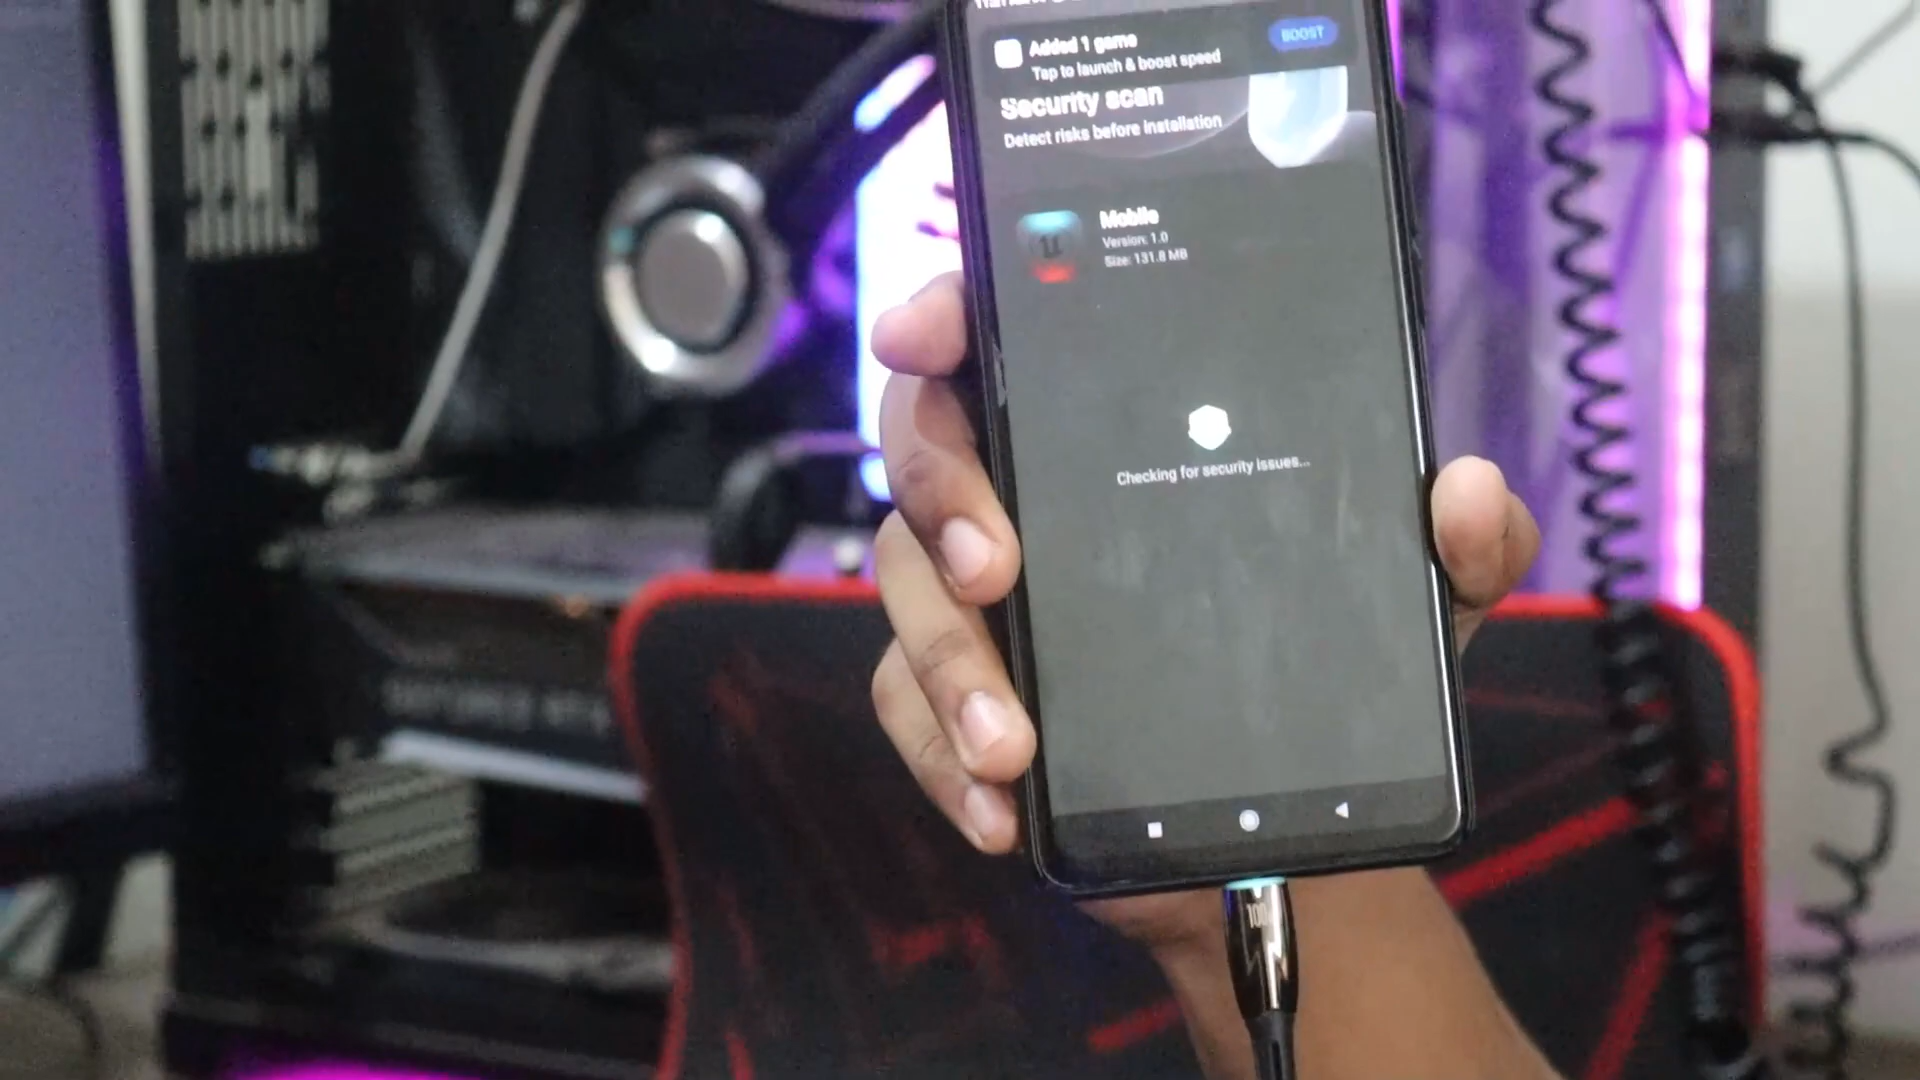 Added 1 game
BOOST
Tap to launch & boost speed
Security scan
Detect risks before installation
Mobile
Version: 1.0
Size: 131.8 MB
Checking for security issues...